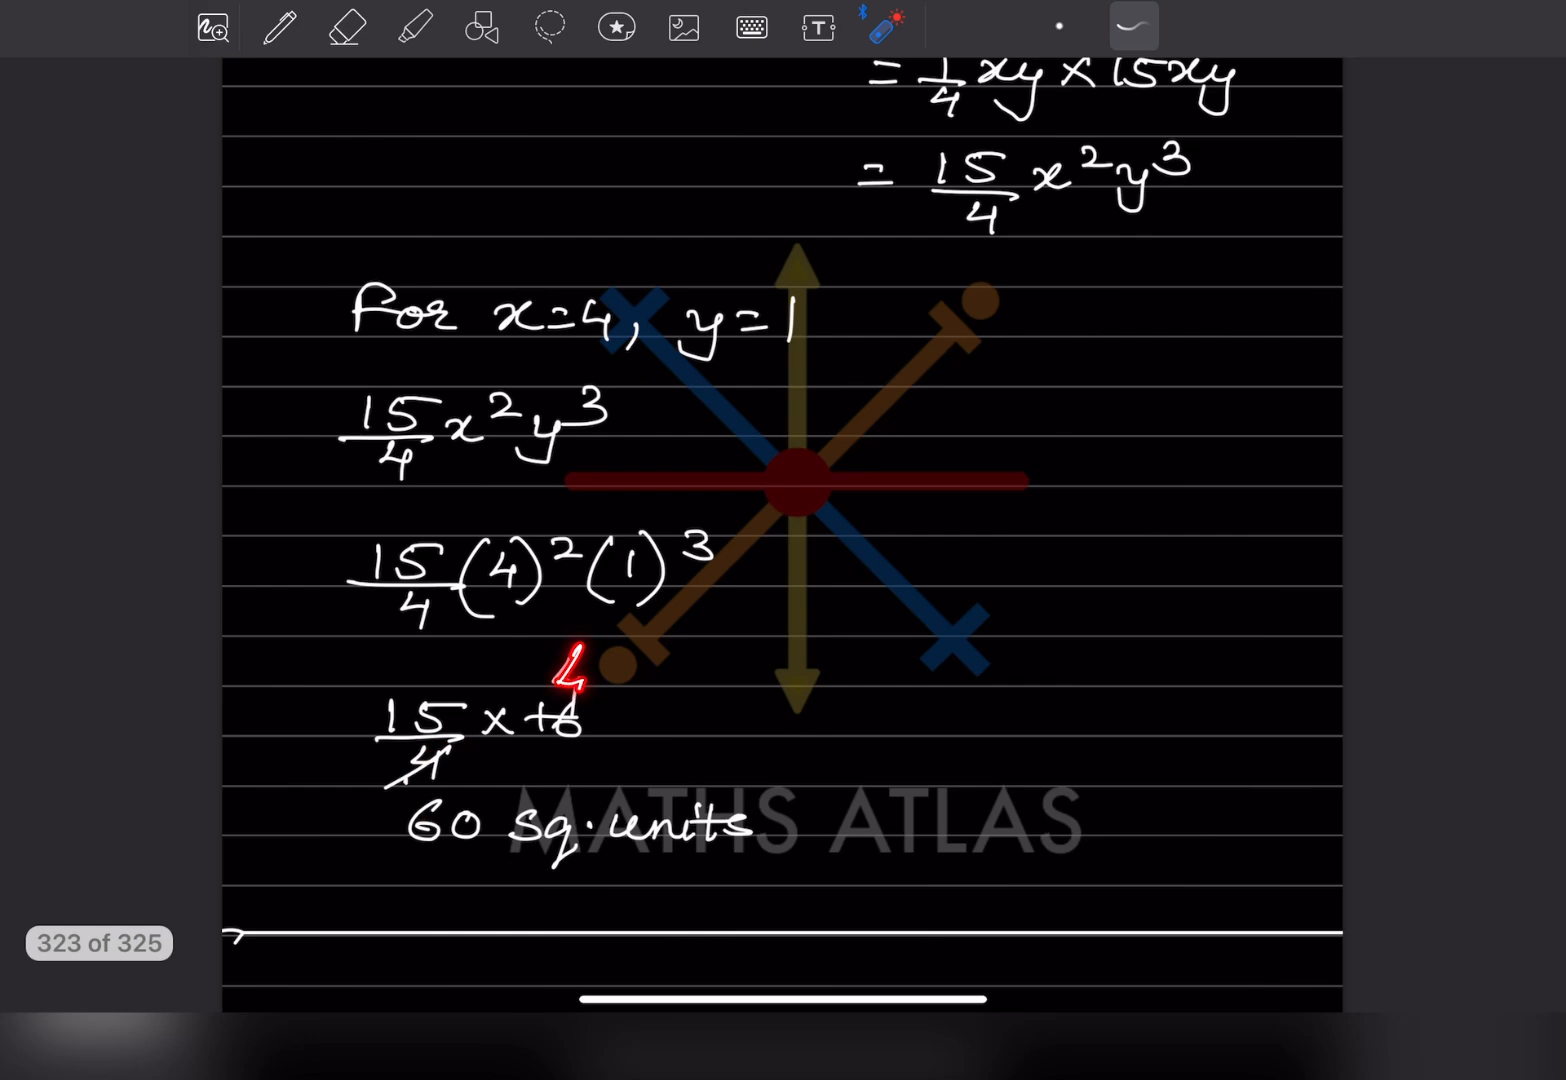 = 1/4 xy × 15xy
= 15/4 x²y³
For x=4, y=1
15/4 x²y³
15/4 (4)²(1)³
4
15/4 × 16
60 sq. units
MATHS ATLAS
323 of 325